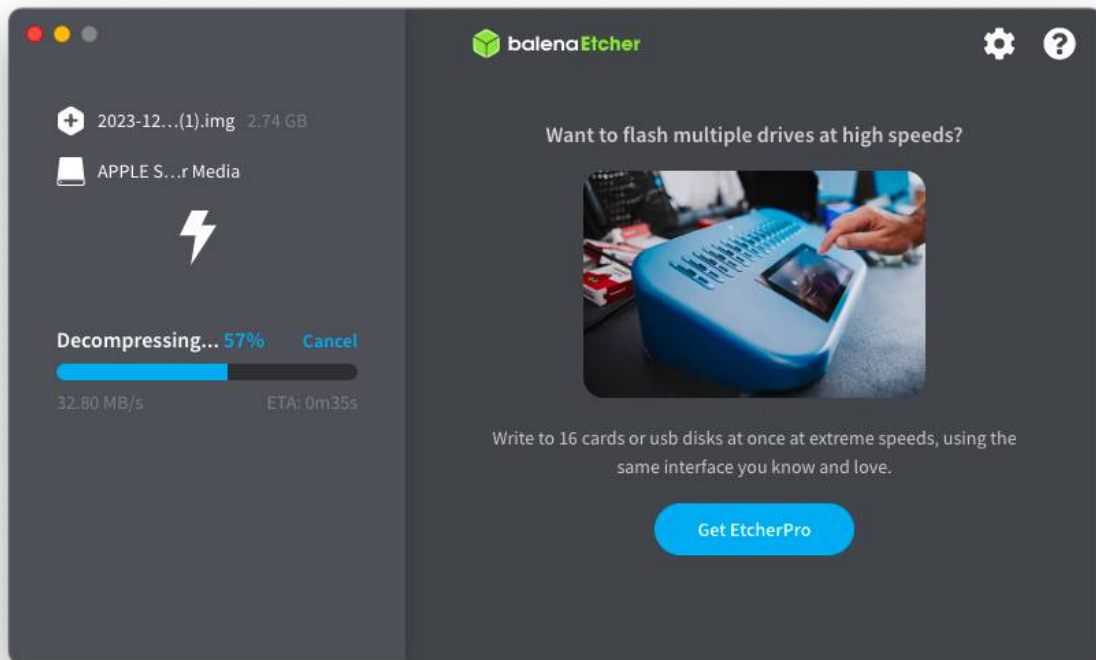 balenaEtcher
2023-12...(1).img 2.74 GB
APPLE S...r Media
Decompressing... 57% Cancel
32.80 MB/s ETA: 0m35s
Want to flash multiple drives at high speeds?
Write to 16 cards or usb disks at once at extreme speeds, using the
same interface you know and love.
Get EtcherPro